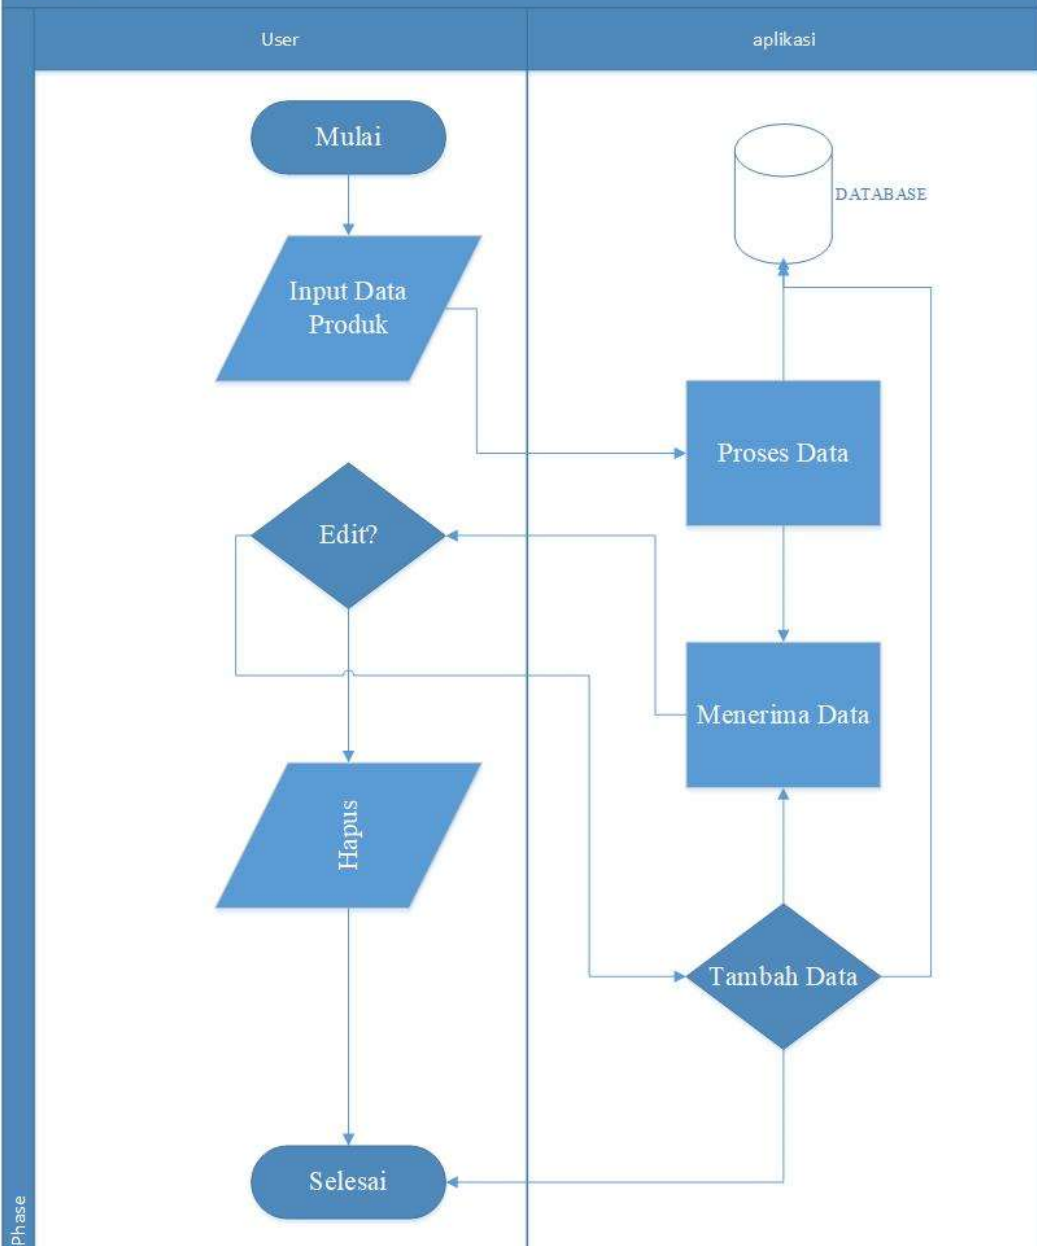 User
aplikasi
Mulai
DATABASE
Input Data
Produk
Proses Data
Edit?
Menerima Data
Hapus
Tambah Data
Selesai
Phase